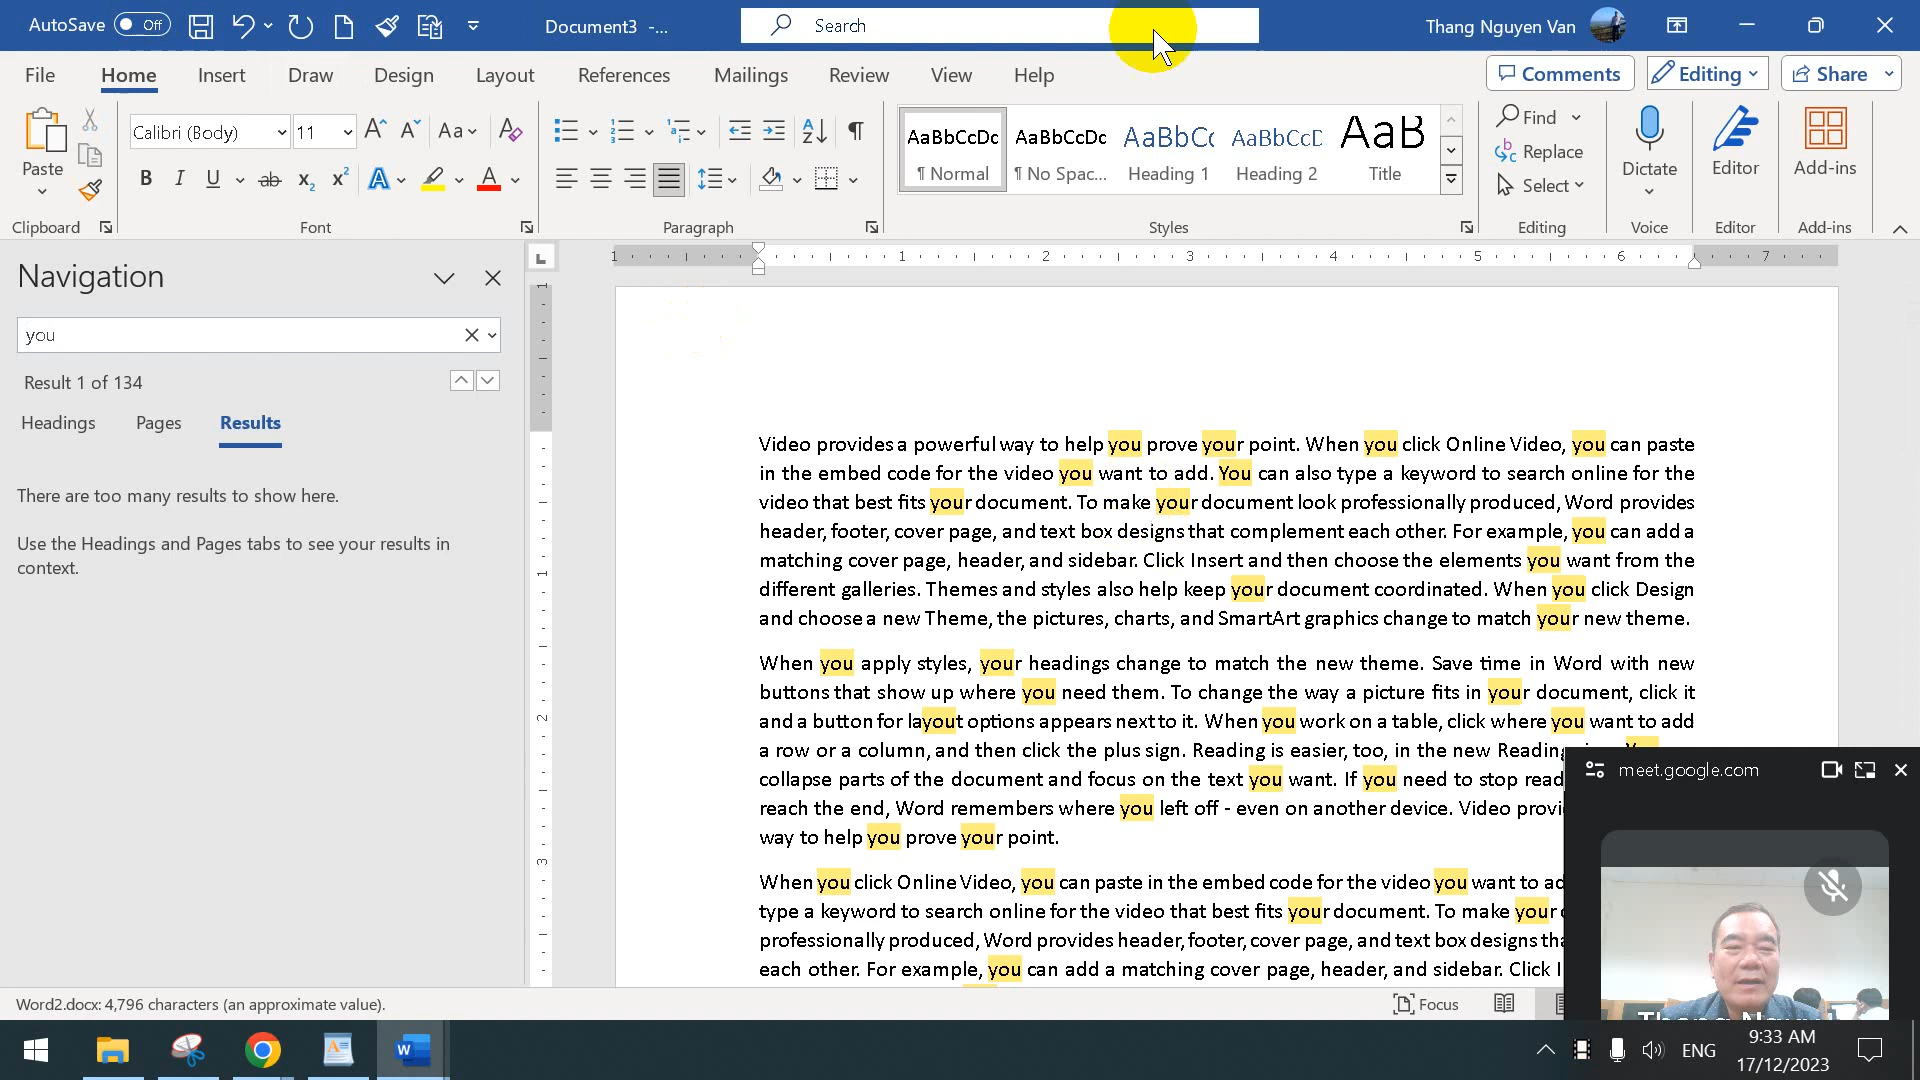 AutoSave Off Document3 -... Search Thang Nguyen Van
File Home Insert Draw Design Layout References Mailings Review View Help Comments Editing Share
Paste
Calibri (Body) 11 Aa
B I U ab x₂ x² A A
AaBbCcDc AaBbCcDc AaBbCc AaBbCcD AaB
¶ Normal ¶ No Spac... Heading 1 Heading 2 Title
Find
Replace
Select
Dictate Editor Add-ins
Clipboard Font Paragraph Styles Editing Voice Editor Add-ins
Navigation
1 1 2 3 4 5 6 7
you
Result 1 of 134
Headings Pages Results
There are too many results to show here.
Use the Headings and Pages tabs to see your results in
context.
1
1
2
3
Video provides a powerful way to help you prove your point. When you click Online Video, you can paste
in the embed code for the video you want to add. You can also type a keyword to search online for the
video that best fits your document. To make your document look professionally produced, Word provides
header, footer, cover page, and text box designs that complement each other. For example, you can add a
matching cover page, header, and sidebar. Click Insert and then choose the elements you want from the
different galleries. Themes and styles also help keep your document coordinated. When you click Design
and choose a new Theme, the pictures, charts, and SmartArt graphics change to match your new theme.
When you apply styles, your headings change to match the new theme. Save time in Word with new
buttons that show up where you need them. To change the way a picture fits in your document, click it
and a button for layout options appears next to it. When you work on a table, click where you want to add
a row or a column, and then click the plus sign. Reading is easier, too, in the new Reading
collapse parts of the document and focus on the text you want. If you need to stop read
reach the end, Word remembers where you left off - even on another device. Video provi
way to help you prove your point.
When you click Online Video, you can paste in the embed code for the video you want to ad
type a keyword to search online for the video that best fits your document. To make your
professionally produced, Word provides header, footer, cover page, and text box designs tha
each other. For example, you can add a matching cover page, header, and sidebar. Click I
meet.google.com
Word2.docx: 4,796 characters (an approximate value).
Focus
ENG
9:33 AM
17/12/2023